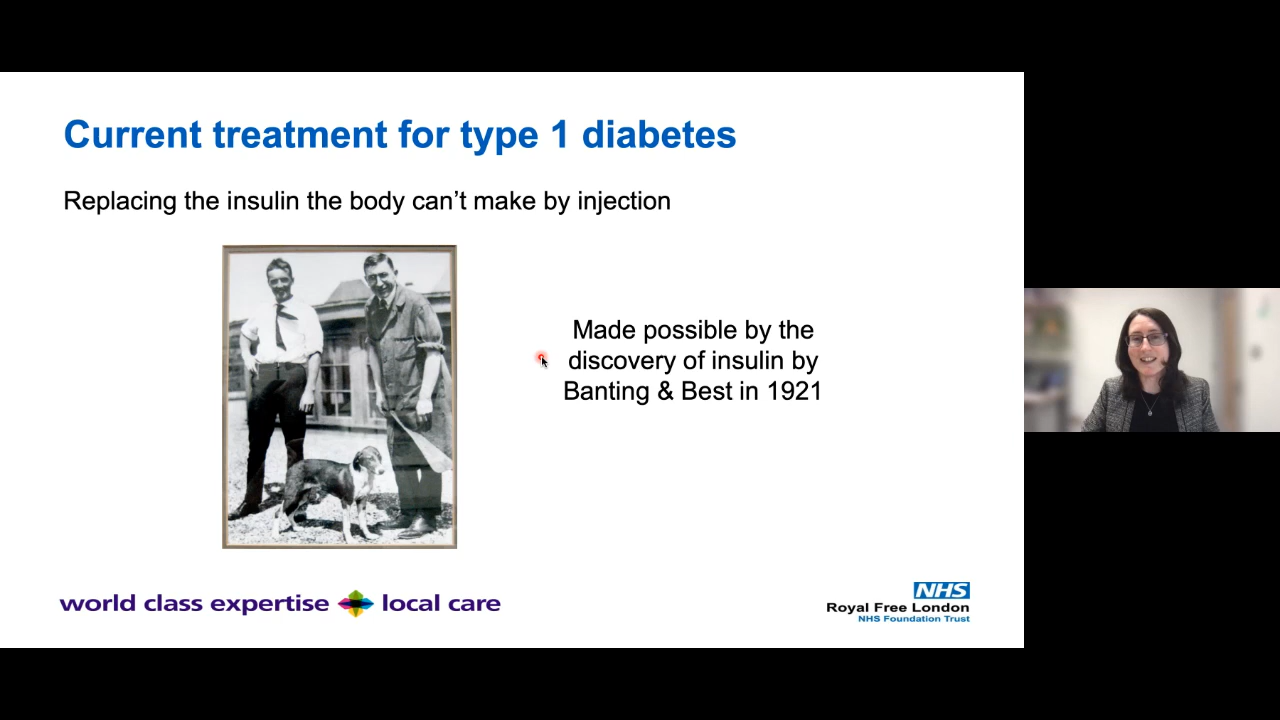 Current treatment for type 1 diabetes
Replacing the insulin the body can’t make by injection
Made possible by the
discovery of insulin by
Banting & Best in 1921
world class expertise local care
NHS
Royal Free London
NHS Foundation Trust